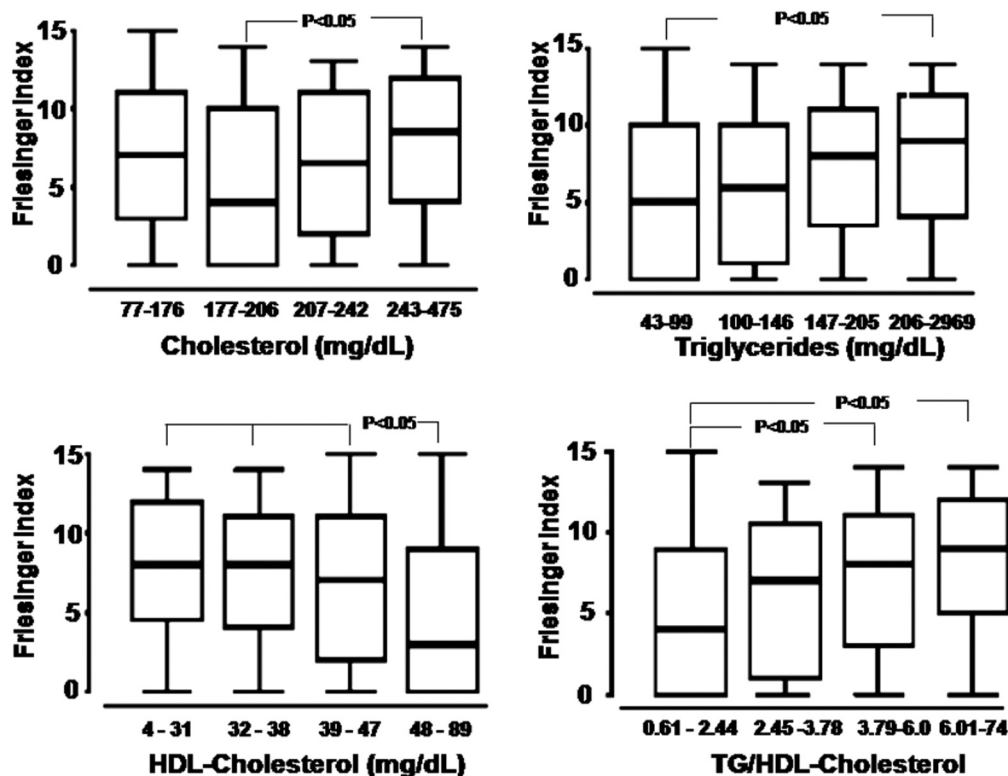 P<0.05
15
10
5
0
Friesinger Index
77-176 177-206 207-242 243-475
Cholesterol (mg/dL)
P<0.05
15
10
5
0
Friesinger Index
43-99 100-146 147-205 206-2969
Triglycerides (mg/dL)
P<0.05
15
10
5
0
Friesinger Index
4 - 31 32 - 38 39 - 47 48 - 89
HDL-Cholesterol (mg/dL)
P<0.05
P<0.05
15
10
5
0
Friesinger Index
0.61 - 2.44 2.45 -3.78 3.79-6.0 6.01-74
TG/HDL-Cholesterol